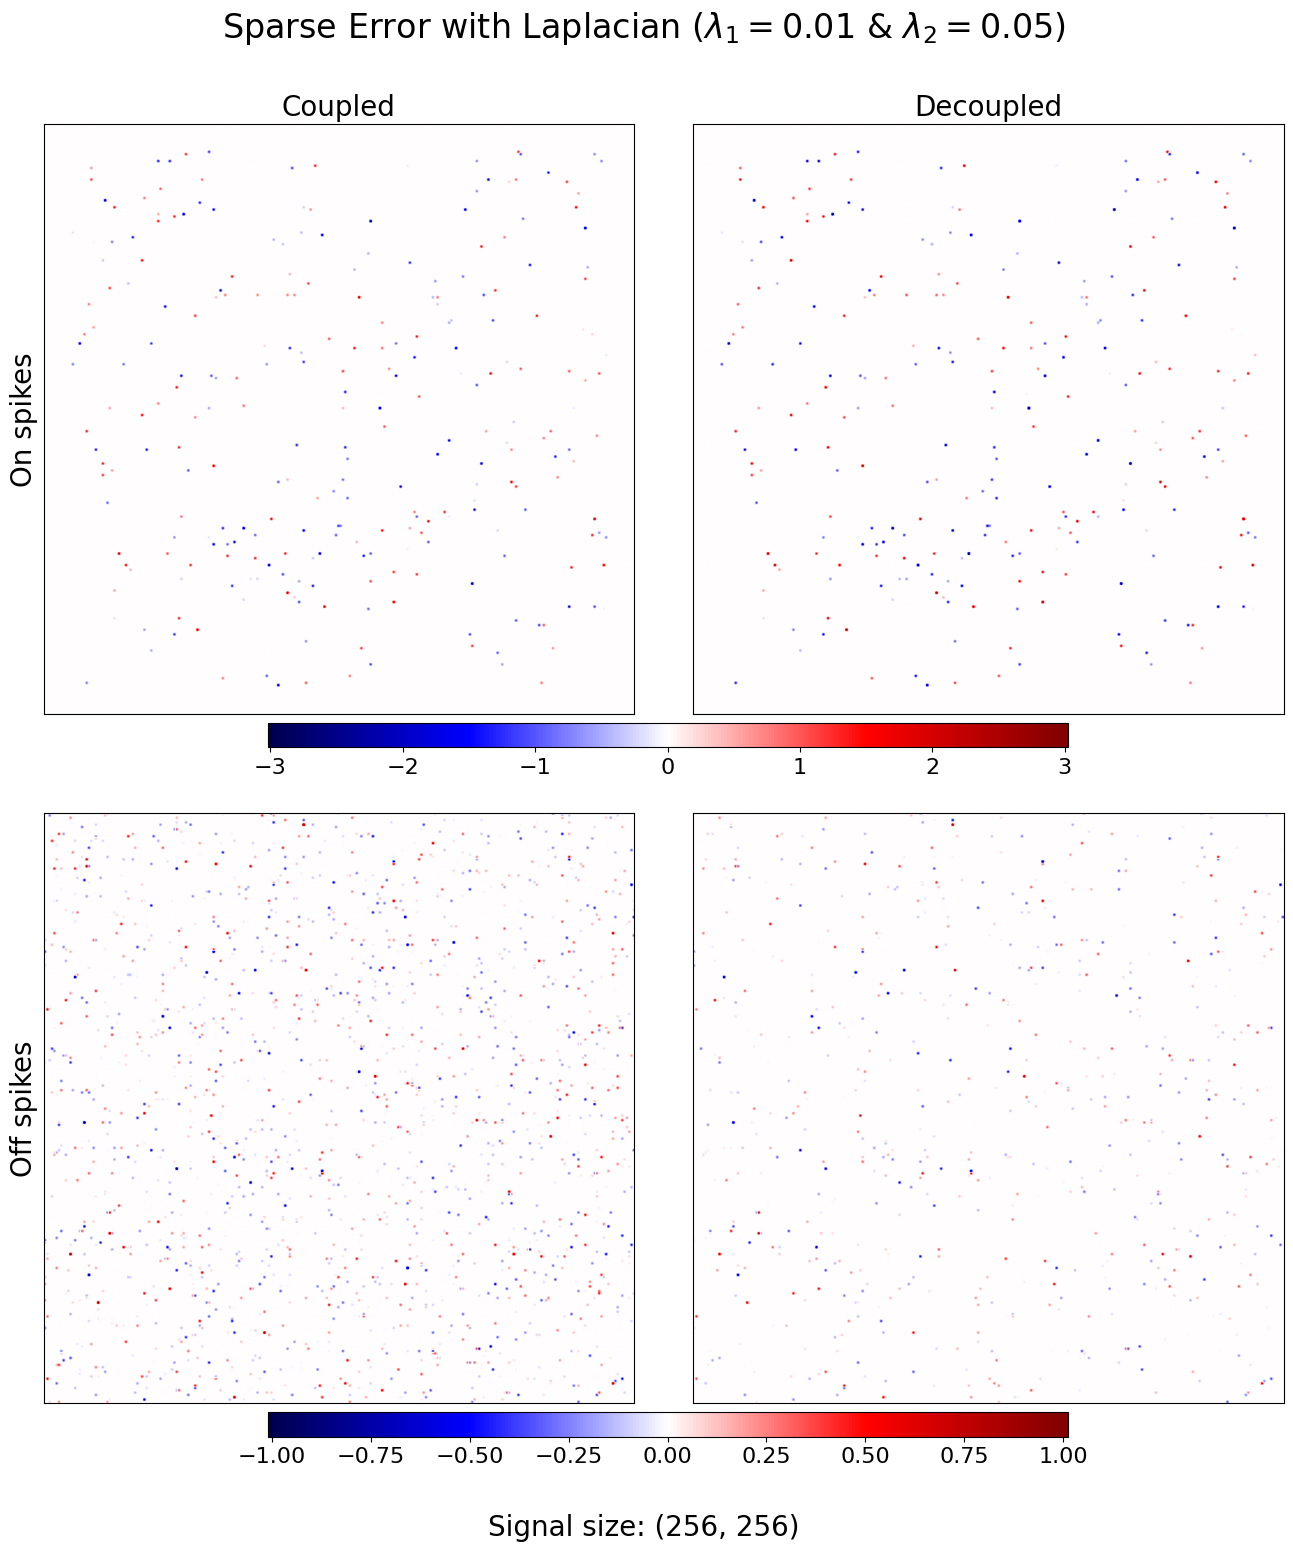 Sparse Error with Laplacian (λ₁ = 0.01 & λ₂ = 0.05)
Coupled
Decoupled
On spikes
−3 −2 −1 0 1 2 3
Off spikes
−1.00 −0.75 −0.50 −0.25 0.00 0.25 0.50 0.75 1.00
Signal size: (256, 256)